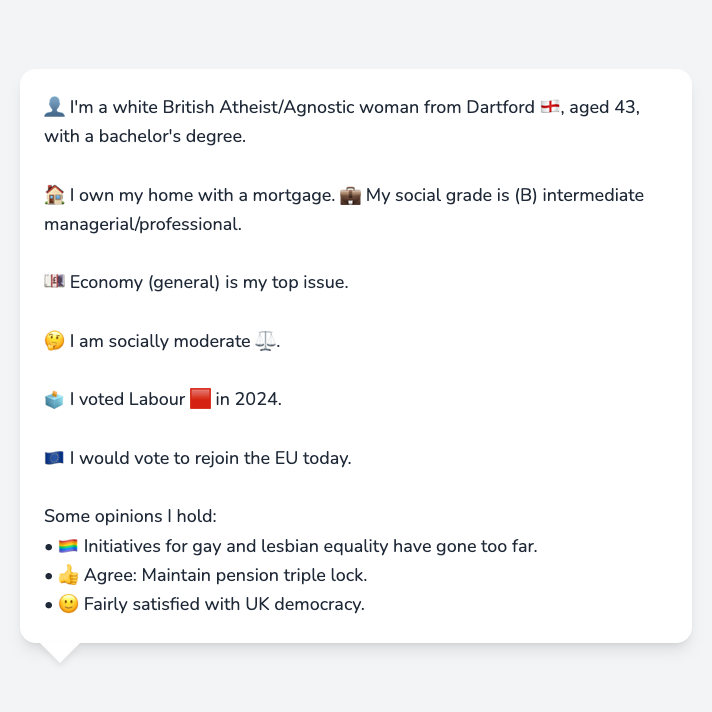 👤 I'm a white British Atheist/Agnostic woman from Dartford 🏴󠁧󠁢󠁥󠁮󠁧󠁿, aged 43,
with a bachelor's degree.
🏠 I own my home with a mortgage. 💼 My social grade is (B) intermediate
managerial/professional.
💷 Economy (general) is my top issue.
🤔 I am socially moderate ⚖️.
🗳️ I voted Labour 🟥 in 2024.
🇪🇺 I would vote to rejoin the EU today.
Some opinions I hold:
• 🏳️‍🌈 Initiatives for gay and lesbian equality have gone too far.
• 👍 Agree: Maintain pension triple lock.
• 🙂 Fairly satisfied with UK democracy.